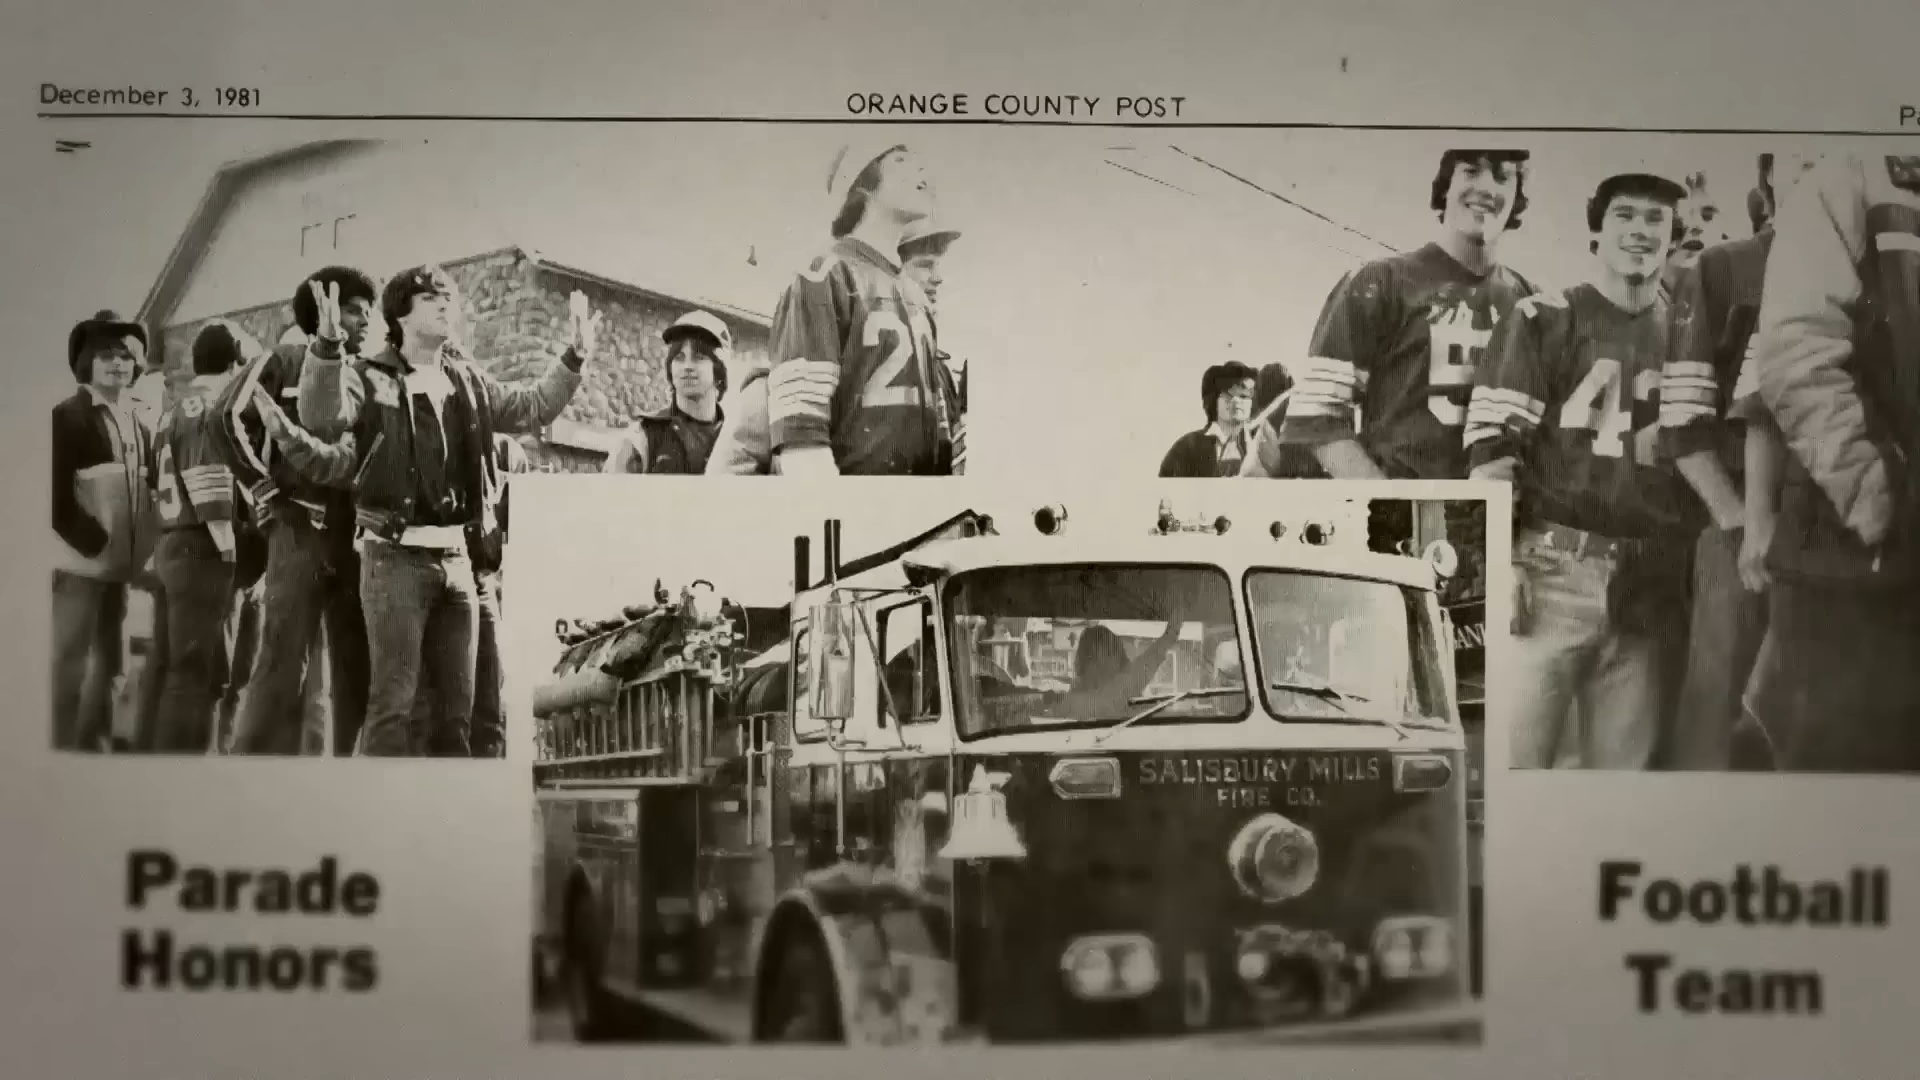 December 3, 1981
ORANGE COUNTY POST
SALISBURY MILLS
FIRE CO.
Parade
Honors
Football
Team